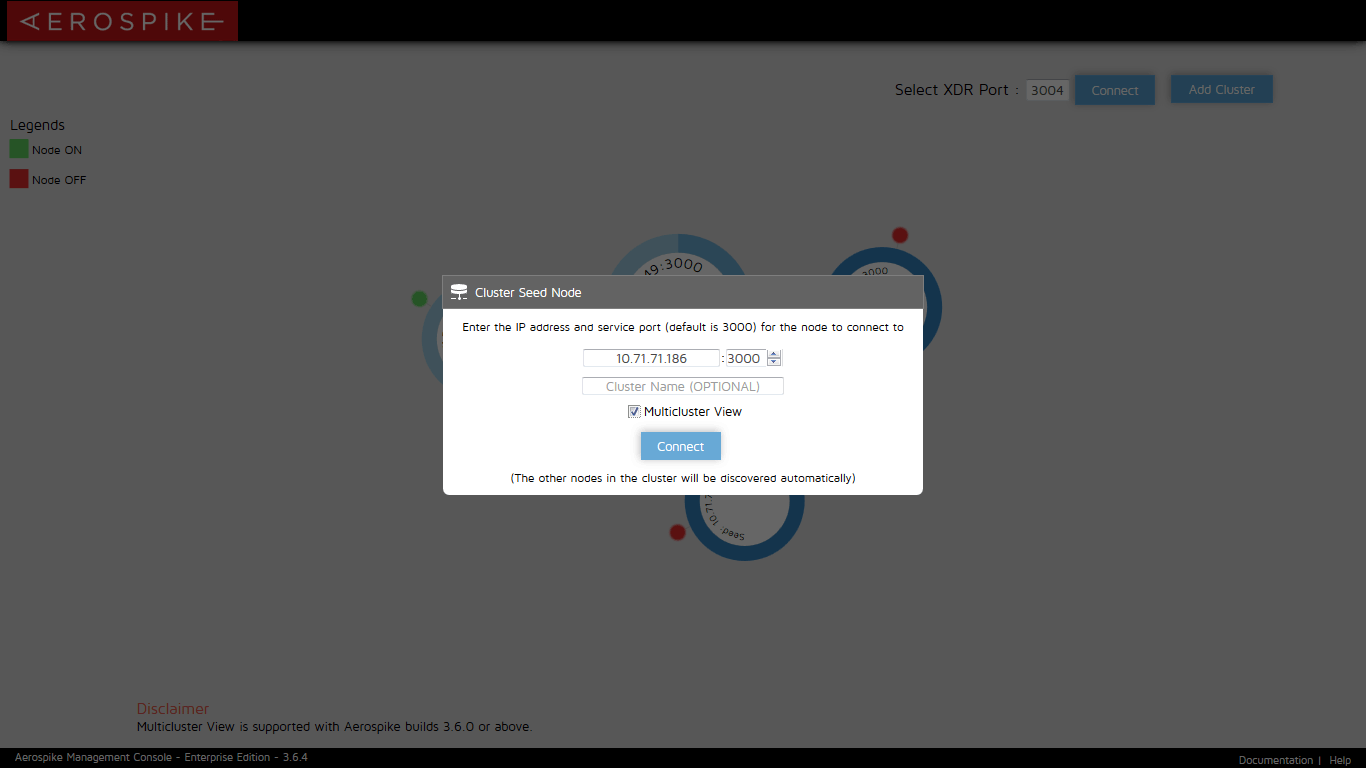 AEROSPIKE
Select XDR Port : 3004 Connect Add Cluster
Legends
Node ON
Node OFF
49:3000
3000
Cluster Seed Node
Enter the IP address and service port (default is 3000) for the node to connect to
10.71.71.186 : 3000
Cluster Name (OPTIONAL)
Multicluster View
Connect
(The other nodes in the cluster will be discovered automatically)
Seed: 10.71.
Disclaimer
Multicluster View is supported with Aerospike builds 3.6.0 or above.
Aerospike Management Console - Enterprise Edition - 3.6.4
Documentation | Help